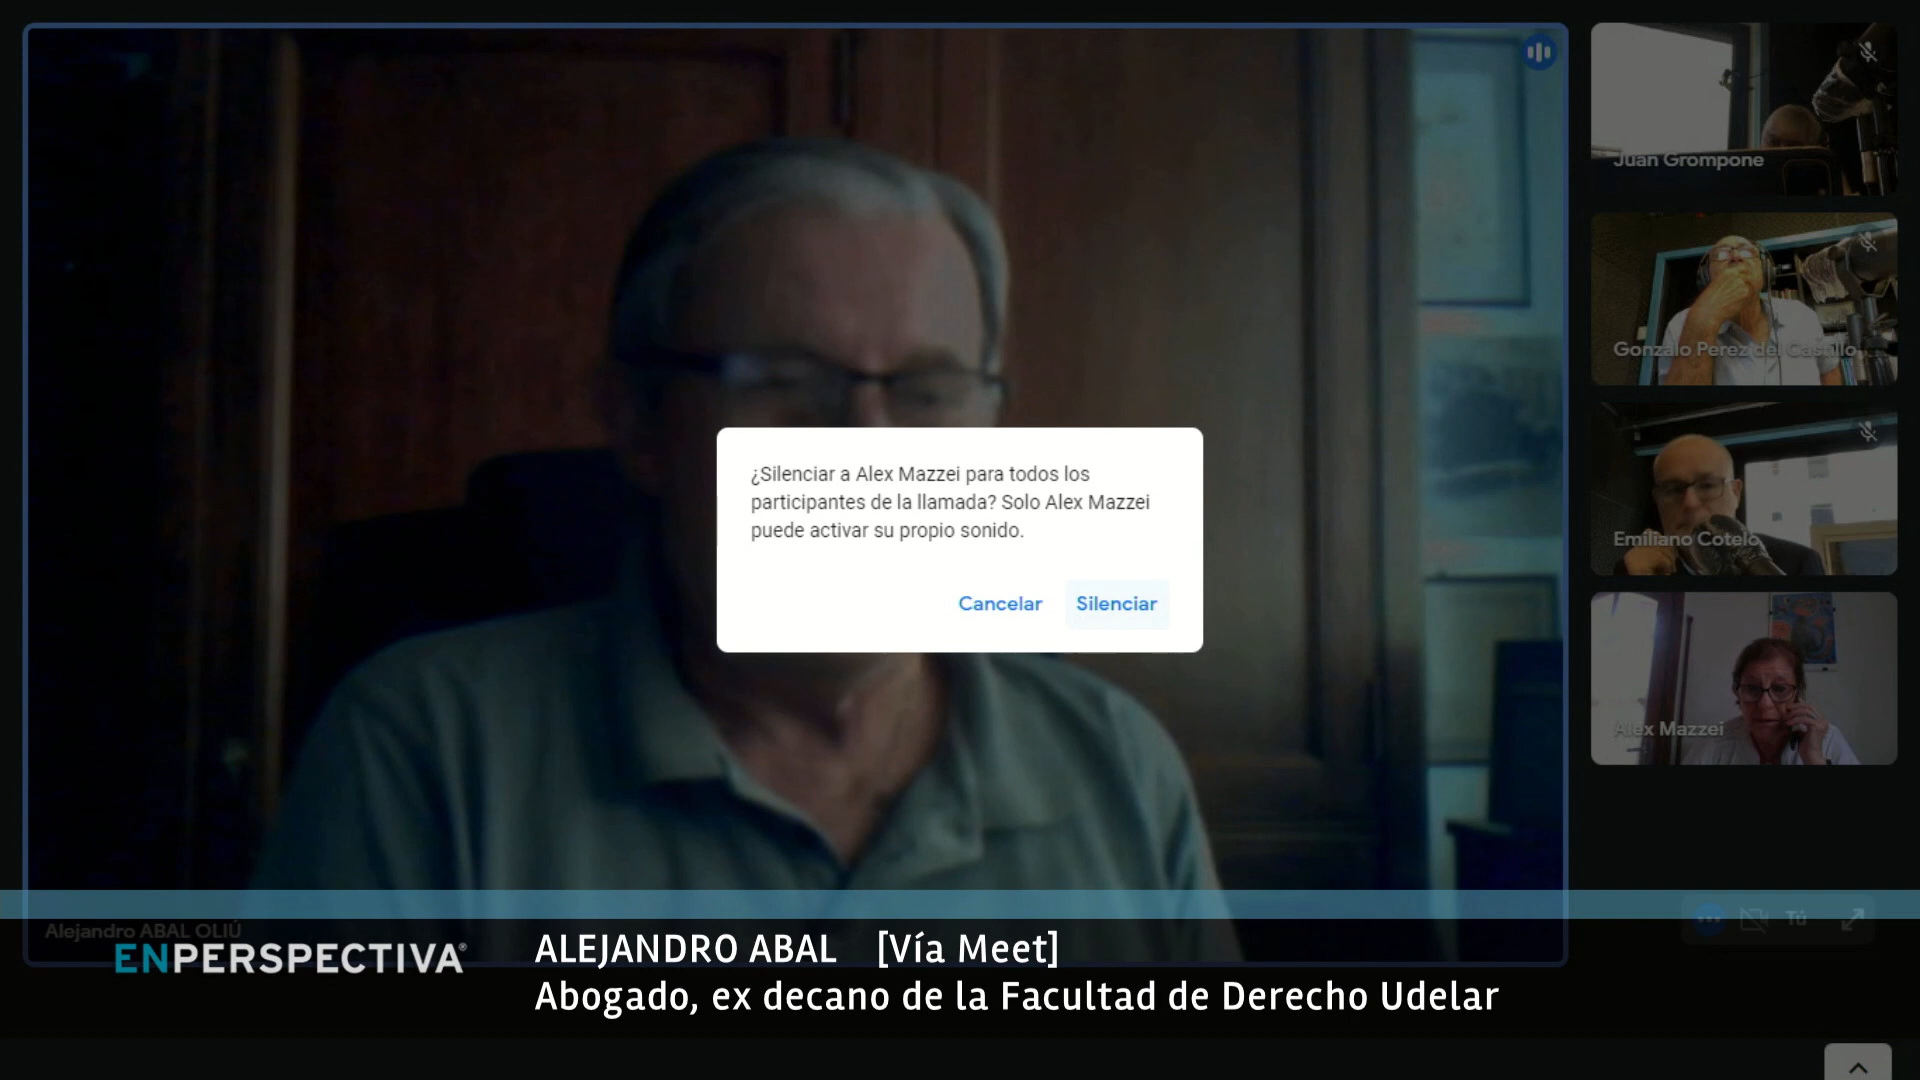 Juan Grompone
Gonzalo Perez del Castillo
¿Silenciar a Alex Mazzei para todos los
participantes de la llamada? Solo Alex Mazzei
puede activar su propio sonido.
Cancelar Silenciar
Emiliano Cotelo
Alex Mazzei
Alejandro ABAL OLIÚ
Tú
ENPERSPECTIVA®
ALEJANDRO ABAL [Vía Meet]
Abogado, ex decano de la Facultad de Derecho Udelar